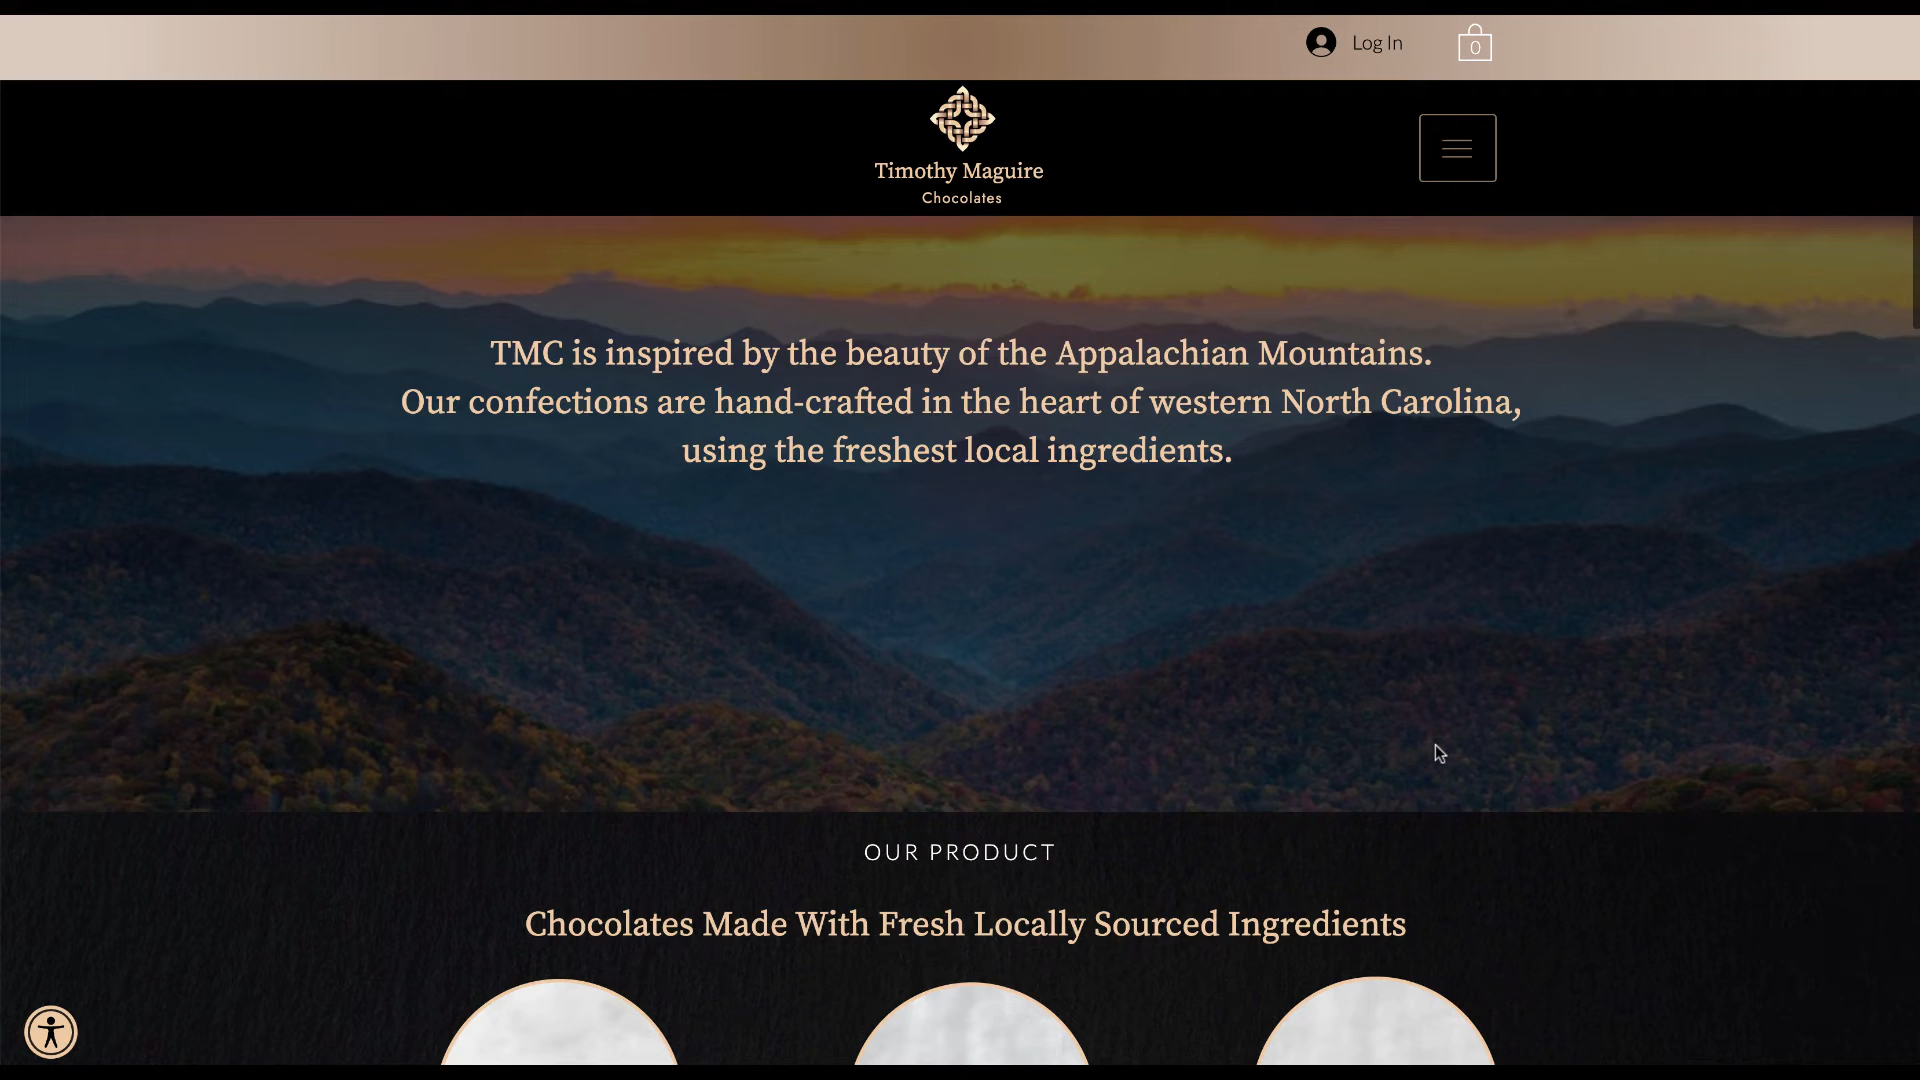 Log In
0
Timothy Maguire
Chocolates
TMC is inspired by the beauty of the Appalachian Mountains.
Our confections are hand-crafted in the heart of western North Carolina,
using the freshest local ingredients.
OUR PRODUCT
Chocolates Made With Fresh Locally Sourced Ingredients